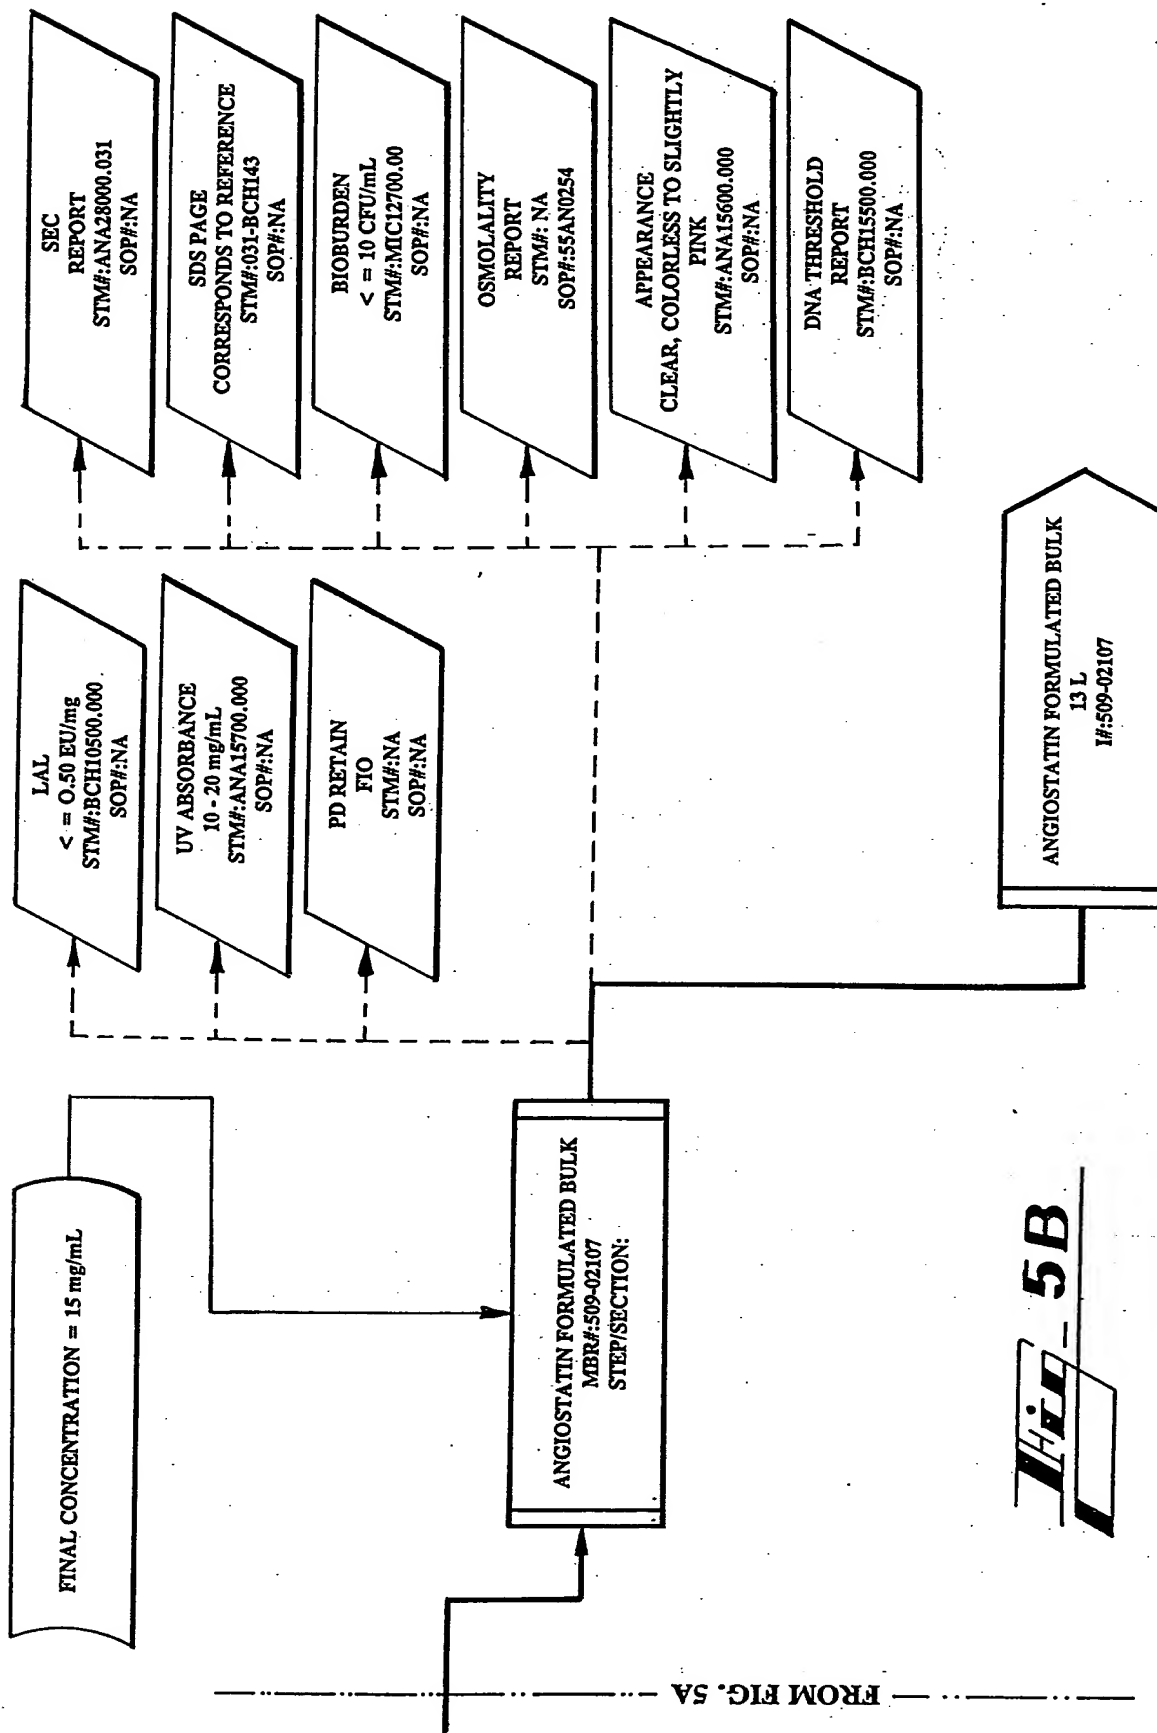 FINAL CONCENTRATION = 15 mg/mL
LAL
< = O.50 EU/mg
STM#:BCH10500.000
SOP#:NA
UV ABSORBANCE
10 - 20 mg/mL
STM#:ANA15700.000
SOP#:NA
PD RETAIN
FIO
STM#:NA
SOP#:NA
SEC
REPORT
STM#:ANA28000.031
SOP#:NA
SDS PAGE
CORRESPONDS TO REFERENCE
STM#:031-BCH143
SOP#:NA
BIOBURDEN
< = 10 CFU/mL
STM#:MIC12700.00
SOP#:NA
OSMOLALITY
REPORT
STM#: NA
SOP#:55AN0254
APPEARANCE
CLEAR, COLORLESS TO SLIGHTLY
PINK
STM#:ANA15600.000
SOP#:NA
DNA THRESHOLD
REPORT
STM#:BCH15500.000
SOP#:NA
ANGIOSTATIN FORMULATED BULK
MBR#:509-02107
STEP/SECTION:
ANGIOSTATIN FORMULATED BULK
13 L
I#:509-02107
FROM FIG. 5A
Fig_ 5B